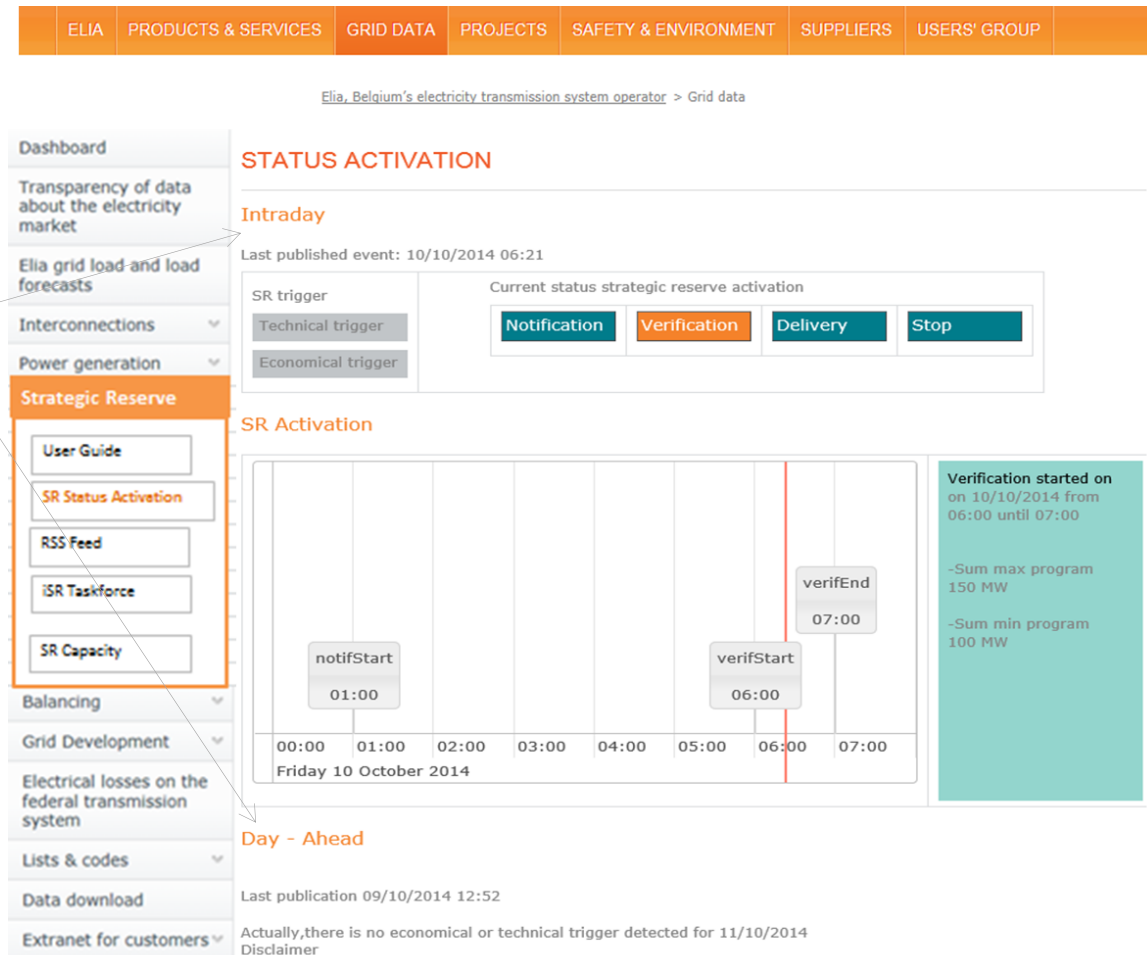 ELIA PRODUCTS & SERVICES GRID DATA PROJECTS SAFETY & ENVIRONMENT SUPPLIERS USERS' GROUP
Elia, Belgium's electricity transmission system operator > Grid data
Dashboard
Transparency of data
about the electricity
market
Elia grid load and load
forecasts
Interconnections
Power generation
Strategic Reserve
User Guide
SR Status Activation
RSS Feed
iSR Taskforce
SR Capacity
Balancing
Grid Development
Electrical losses on the
federal transmission
system
Lists & codes
Data download
Extranet for customers
STATUS ACTIVATION
Intraday
Last published event: 10/10/2014 06:21
SR trigger
Technical trigger
Economical trigger
Current status strategic reserve activation
Notification Verification Delivery Stop
SR Activation
verifEnd
07:00
notifStart
01:00
verifStart
06:00
00:00 01:00 02:00 03:00 04:00 05:00 06:00 07:00
Friday 10 October 2014
Verification started on
on 10/10/2014 from
06:00 until 07:00
-Sum max program
150 MW
-Sum min program
100 MW
Day - Ahead
Last publication 09/10/2014 12:52
Actually,there is no economical or technical trigger detected for 11/10/2014
Disclaimer